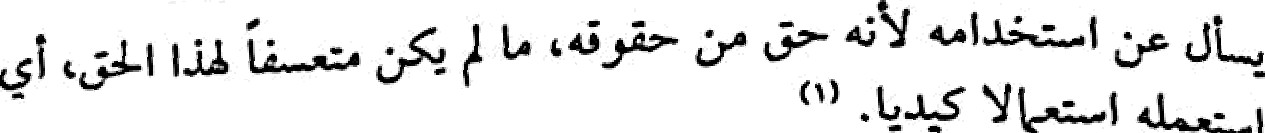 يسأل عن استخدامه لأنه حق من حقوقه، ما لم يكن متعسفاً لهذا الحق، أي
استعمله استعمالا كيديا. (١)